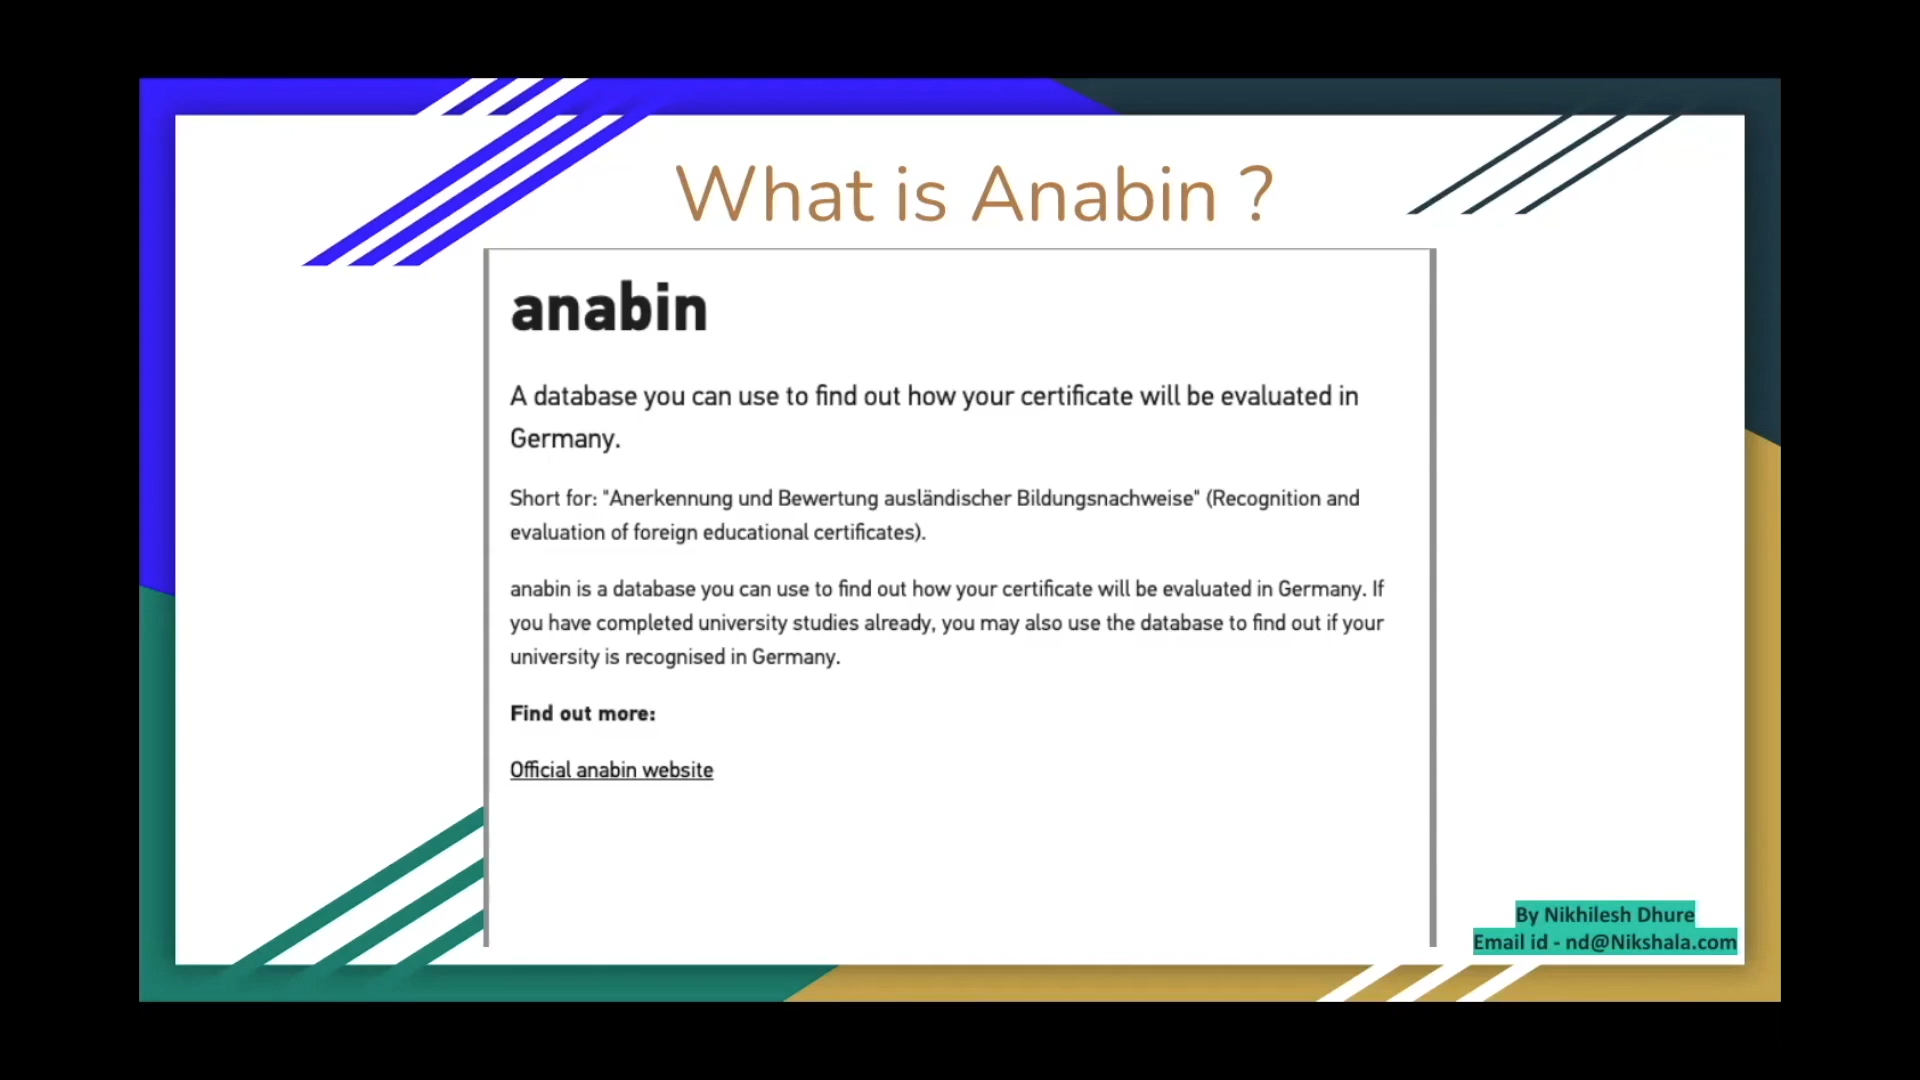 What is Anabin ?
anabin
A database you can use to find out how your certificate will be evaluated in
Germany.
Short for: "Anerkennung und Bewertung ausländischer Bildungsnachweise" (Recognition and
evaluation of foreign educational certificates).
anabin is a database you can use to find out how your certificate will be evaluated in Germany. If
you have completed university studies already, you may also use the database to find out if your
university is recognised in Germany.
Find out more:
Official anabin website
By Nikhilesh Dhure
Email id - nd@Nikshala.com